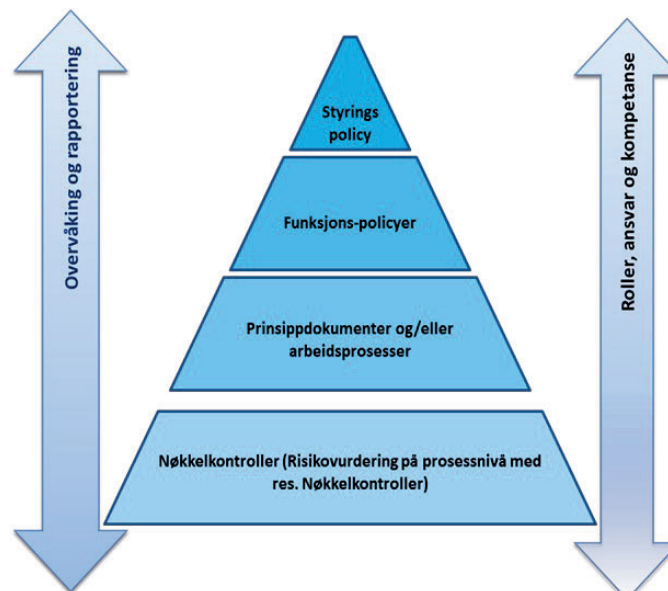 Overvåking og rapportering
Styrings
policy
Funksjons-policyer
Prinsippdokumenter og/eller
arbeidsprosesser
Nøkkelkontroller (Risikovurdering på prosessnivå med
res. Nøkkelkontroller)
Roller, ansvar og kompetanse